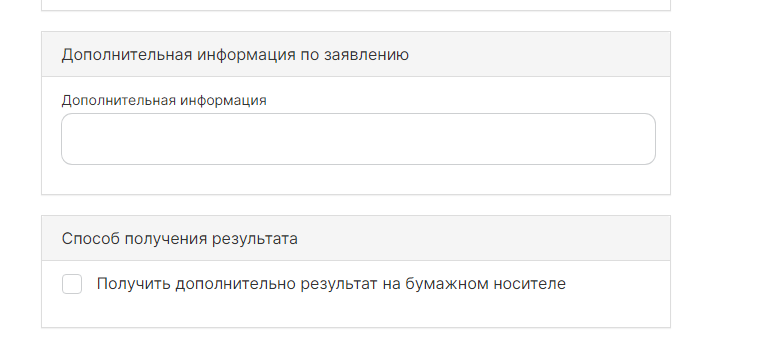 Дополнительная информация по заявлению
Дополнительная информация
Способ получения результата
Получить дополнительно результат на бумажном носителе